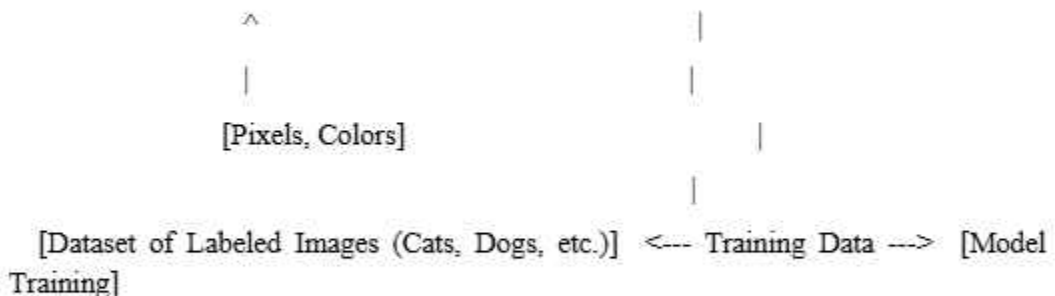 ^ |
| |
[Pixels, Colors] |
|
[Dataset of Labeled Images (Cats, Dogs, etc.)] <--- Training Data ---> [Model
Training]